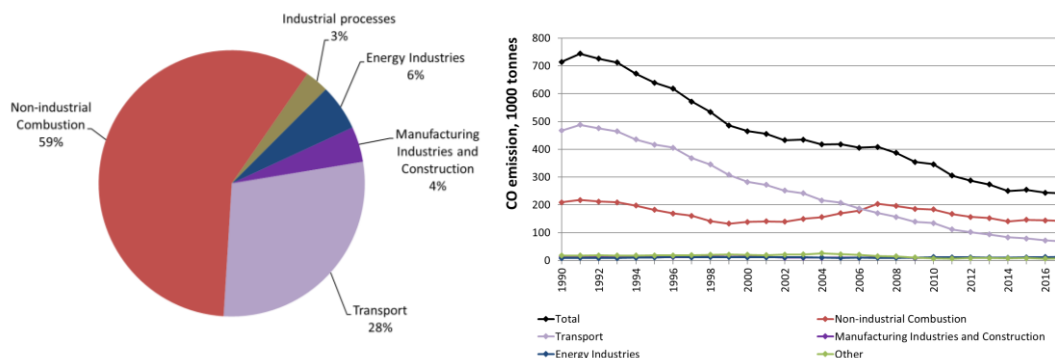 Industrial processes
3%
Energy Industries
6%
Non-industrial
Combustion
59%
Manufacturing
Industries and
Construction
4%
Transport
28%
CO emission, 1000 tonnes
800
700
600
500
400
300
200
100
0
1990
1992
1994
1996
1998
2000
2002
2004
2006
2008
2010
2012
2014
2016
Total
Non-industrial Combustion
Transport
Manufacturing Industries and Construction
Energy Industries
Other